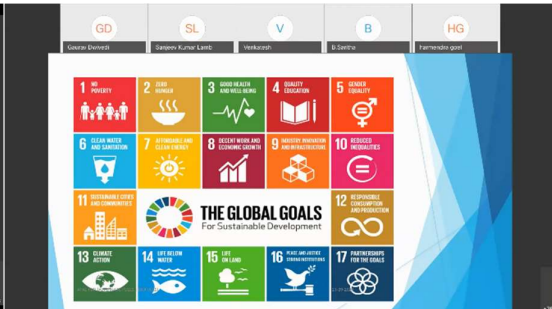 GD
SL
V
B
HG
Gaurav Dwivedi
Sanjeev Kumar Lamb
Venkatesh
B.Savitha
harmendra goel
1 NO
POVERTY
2 ZERO
HUNGER
3 GOOD HEALTH
AND WELL-BEING
4 QUALITY
EDUCATION
5 GENDER
EQUALITY
6 CLEAN WATER
AND SANITATION
7 AFFORDABLE AND
CLEAN ENERGY
8 DECENT WORK AND
ECONOMIC GROWTH
9 INDUSTRY, INNOVATION
AND INFRASTRUCTURE
10 REDUCED
INEQUALITIES
11 SUSTAINABLE CITIES
AND COMMUNITIES
THE GLOBAL GOALS
For Sustainable Development
12 RESPONSIBLE
CONSUMPTION
AND PRODUCTION
13 CLIMATE
ACTION
14 LIFE BELOW
WATER
15 LIFE
ON LAND
16 PEACE AND JUSTICE
STRONG INSTITUTIONS
17 PARTNERSHIPS
FOR THE GOALS